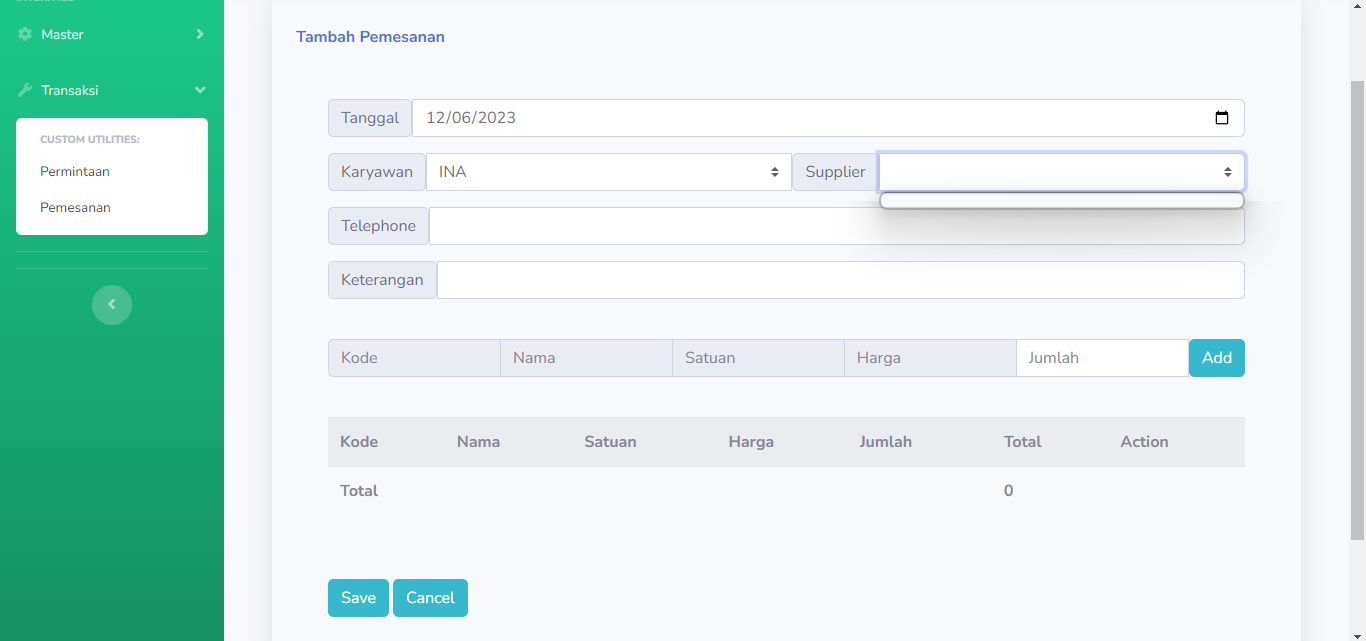 Master
Transaksi
CUSTOM UTILITIES:
Permintaan
Pemesanan
Tambah Pemesanan
Tanggal 12/06/2023
Karyawan INA Supplier
Telephone
Keterangan
Kode Nama Satuan Harga Jumlah Add
Kode Nama Satuan Harga Jumlah Total Action
Total 0
Save Cancel